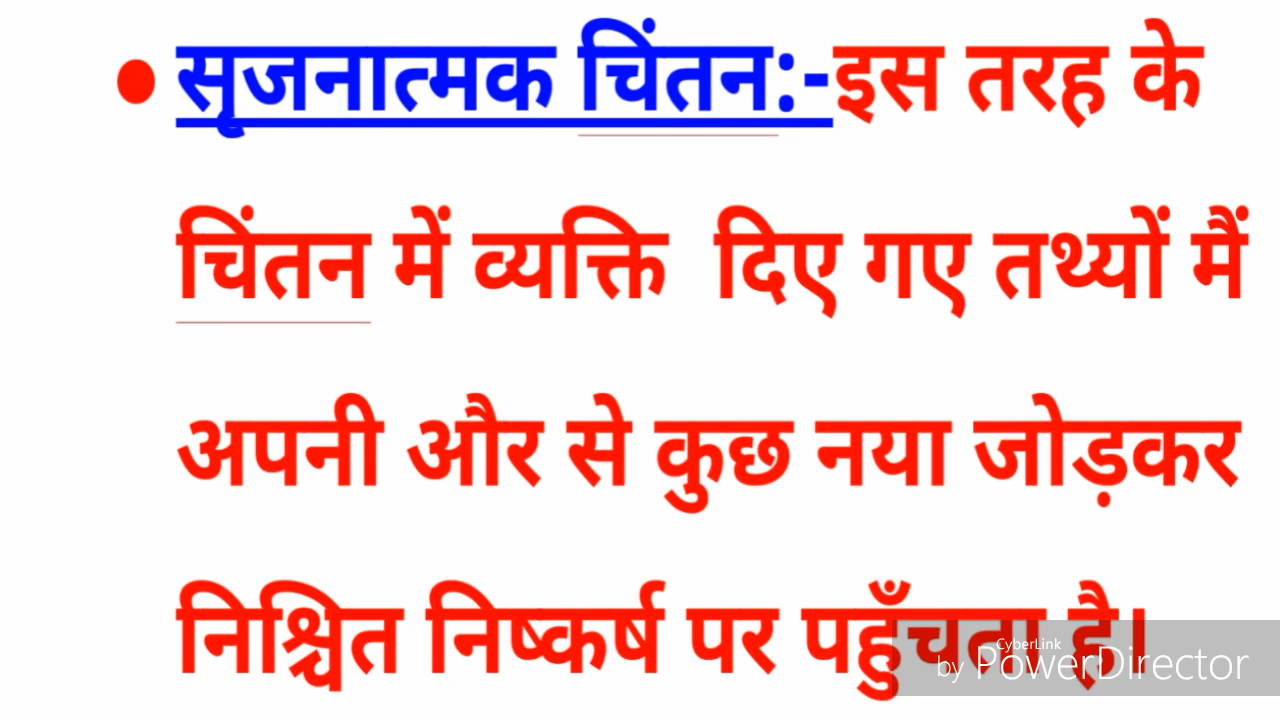 • सृजनात्मक चिंतन:-इस तरह के
चिंतन में व्यक्ति दिए गए तथ्यों मैं
अपनी और से कुछ नया जोड़कर
निश्चित निष्कर्ष पर पहुँचता है।
CyberLink
by PowerDirector